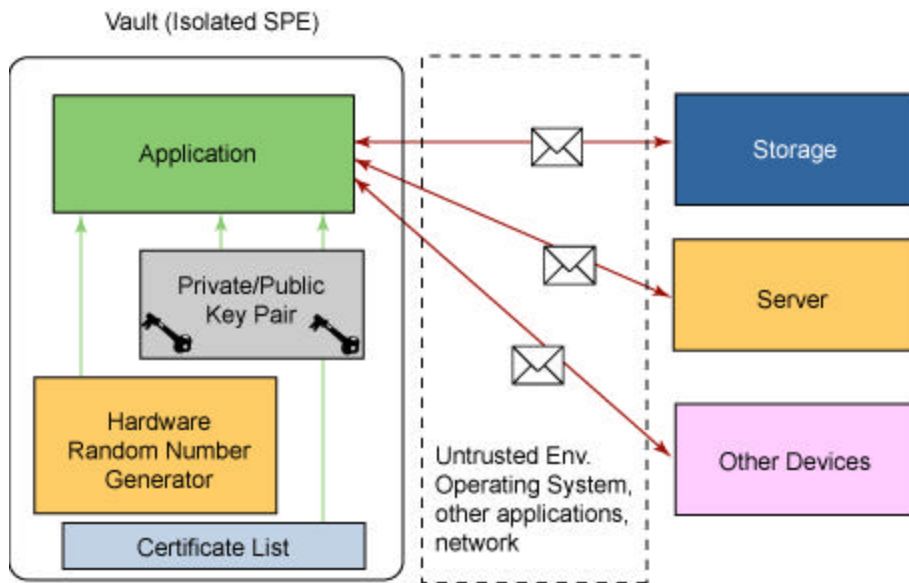 Vault (Isolated SPE)
Application
Private/Public
Key Pair
Hardware
Random Number
Generator
Certificate List
Untrusted Env.
Operating System,
other applications,
network
Storage
Server
Other Devices